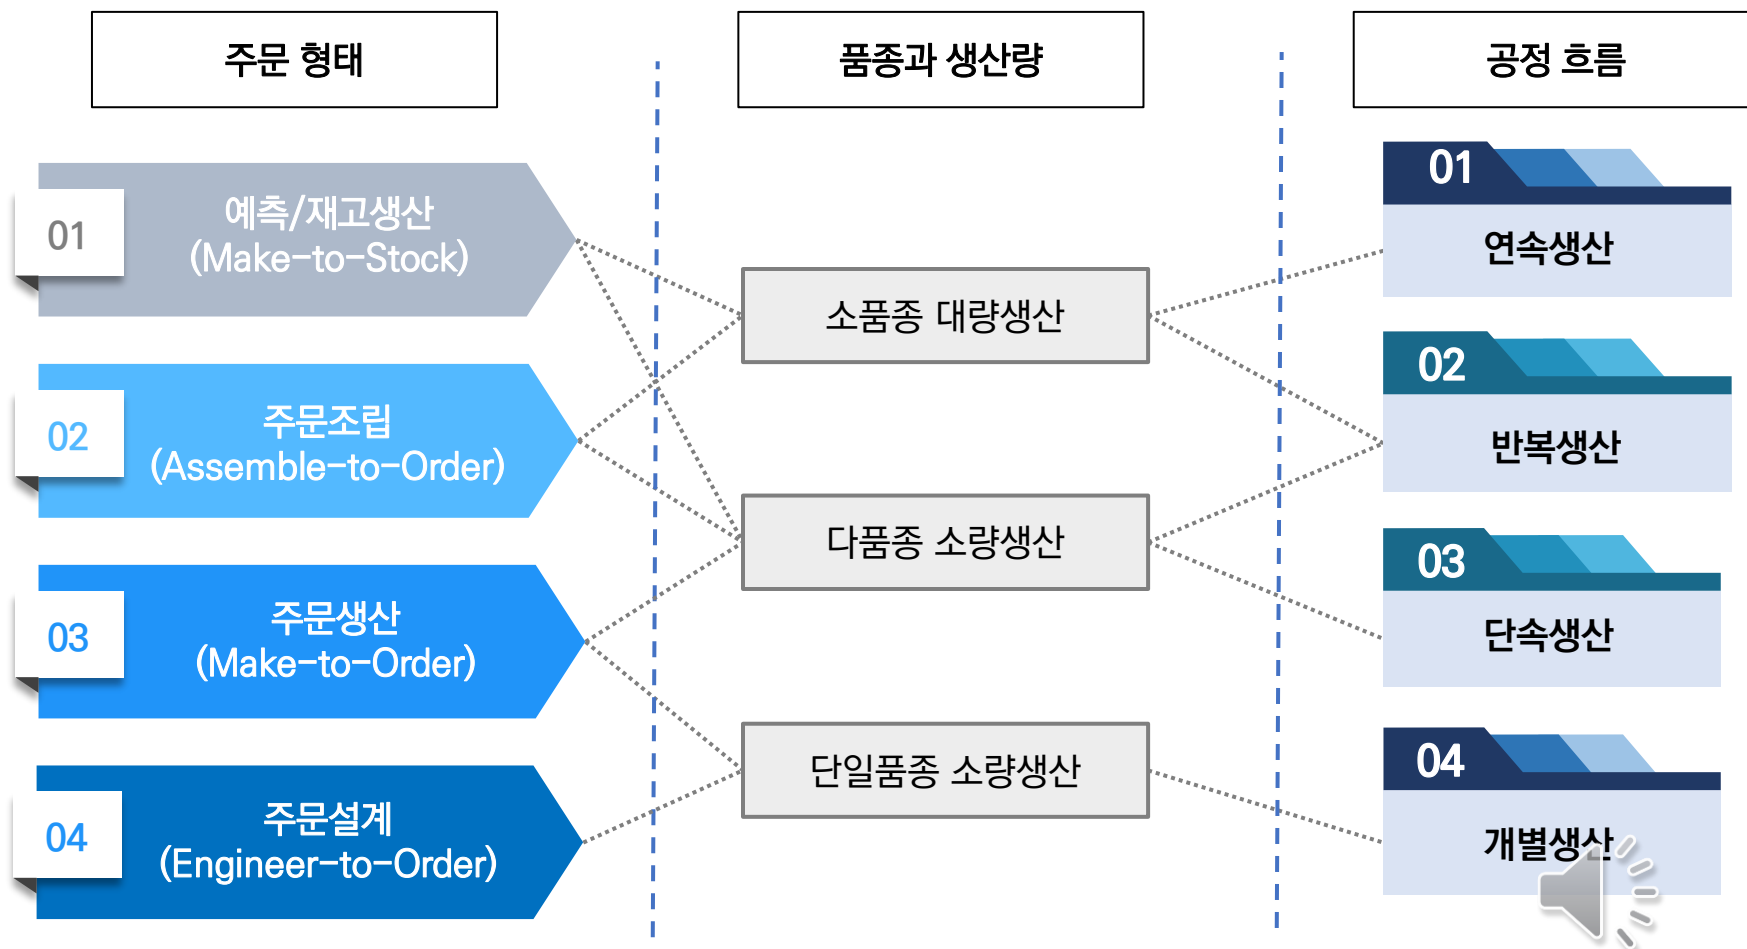 주문 형태
품종과 생산량
공정 흐름
01
예측/재고생산
(Make-to-Stock)
02
주문조립
(Assemble-to-Order)
03
주문생산
(Make-to-Order)
04
주문설계
(Engineer-to-Order)
소품종 대량생산
다품종 소량생산
단일품종 소량생산
01
연속생산
02
반복생산
03
단속생산
04
개별생산